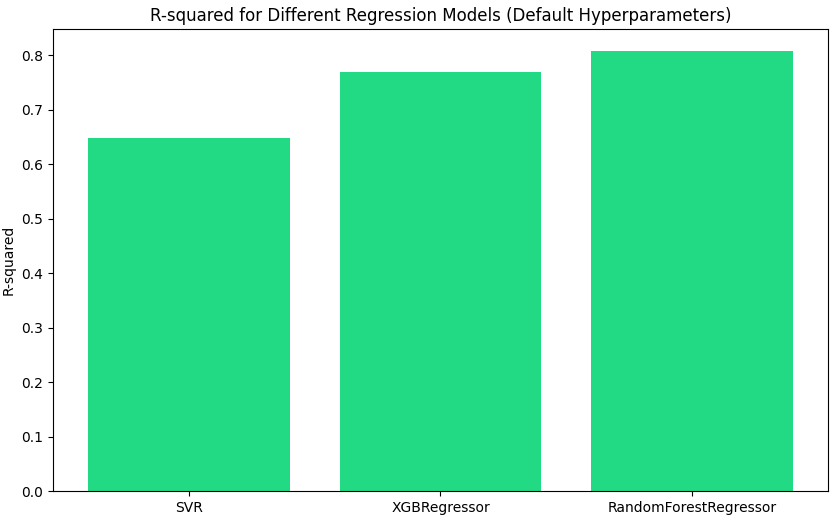 R-squared for Different Regression Models (Default Hyperparameters)
R-squared
0.8
0.7
0.6
0.5
0.4
0.3
0.2
0.1
0.0
SVR
XGBRegressor
RandomForestRegressor